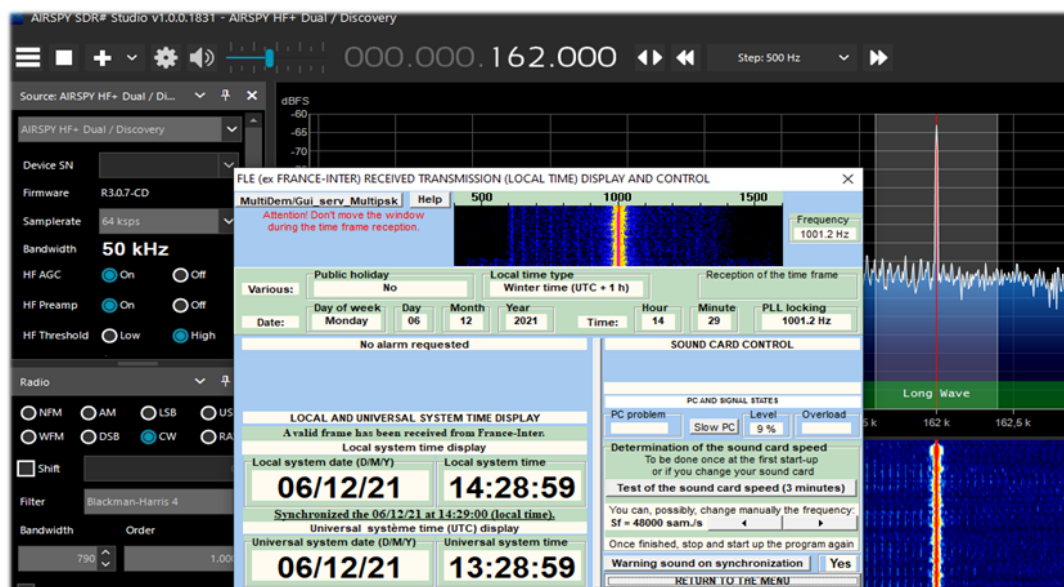 AIRSPY SDR# Studio v1.0.0.1831 - AIRSPY HF+ Dual / Discovery
000.000.162.000
Step: 500 Hz
Source: AIRSPY HF+ Dual / Di...
AIRSPY HF+ Dual / Discovery
Device SN
Firmware R3.0.7-CD
Samplerate 64 ksps
Bandwidth 50 kHz
HF AGC On Off
HF Preamp On Off
HF Threshold Low High
Radio
NFM AM LSB US
WFM DSB CW RA
Shift
Filter Blackman-Harris 4
Bandwidth Order
790 1.000
dBFS
-60
-65
-70
FLE (ex FRANCE-INTER) RECEIVED TRANSMISSION (LOCAL TIME) DISPLAY AND CONTROL
MultiDem/Gui_serv_Multipsk Help 500 1000 1500
Attention! Don't move the window
during the time frame reception.
Frequency
1001.2 Hz
Public holiday Local time type Reception of the time frame
Various: No Winter time (UTC + 1 h)
Day of week Day Month Year Hour Minute PLL locking
Date: Monday 06 12 2021 Time: 14 29 1001.2 Hz
No alarm requested
LOCAL AND UNIVERSAL SYSTEM TIME DISPLAY
A valid frame has been received from France-Inter.
Local system time display
Local system date (D/M/Y) Local system time
06/12/21 14:28:59
Synchronized the 06/12/21 at 14:29:00 (local time).
Universal système time (UTC) display
Universal system date (D/M/Y) Universal system time
06/12/21 13:28:59
SOUND CARD CONTROL
PC AND SIGNAL STATES
PC problem Slow PC Level Overload
9 %
Determination of the sound card speed
To be done once at the first start-up
or if you change your sound card
Test of the sound card speed (3 minutes)
You can, possibly, change manually the frequency:
Sf = 48000 sam./s
Once finished, stop and start up the program again
Warning sound on synchronization Yes
RETURN TO THE MENU
Long Wave
5 k 162 k 162,5 k